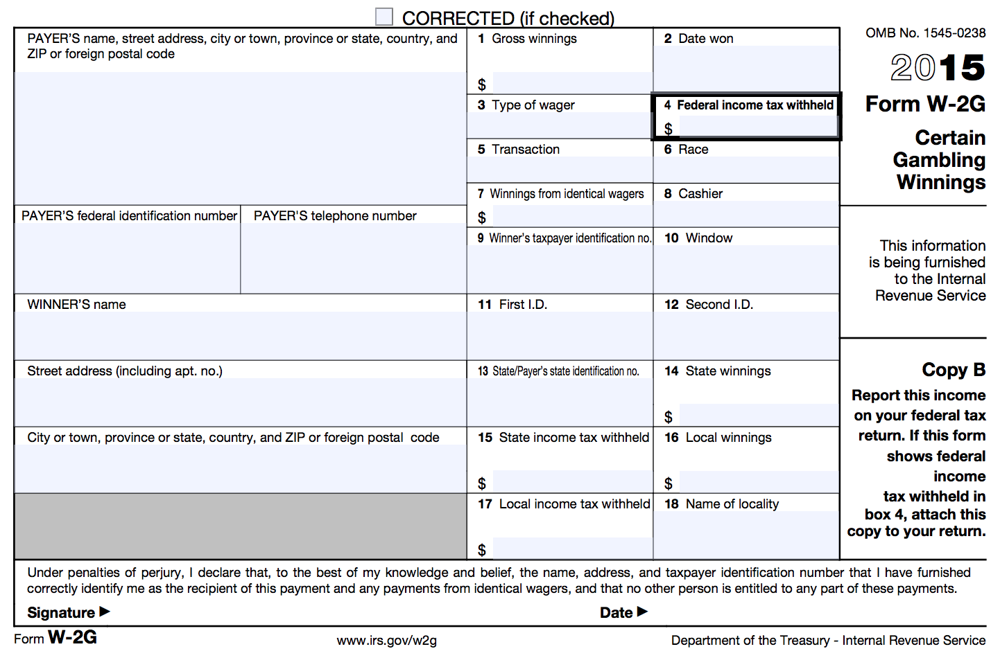 CORRECTED (if checked)
PAYER'S name, street address, city or town, province or state, country, and
ZIP or foreign postal code
1 Gross winnings
$
2 Date won
OMB No. 1545-0238
2015
Form W-2G
Certain
Gambling
Winnings
3 Type of wager
4 Federal income tax withheld
$
5 Transaction
6 Race
7 Winnings from identical wagers
$
8 Cashier
PAYER'S federal identification number
PAYER'S telephone number
9 Winner's taxpayer identification no.
10 Window
This information
is being furnished
to the Internal
Revenue Service
WINNER'S name
11 First I.D.
12 Second I.D.
Street address (including apt. no.)
13 State/Payer's state identification no.
14 State winnings
$
Copy B
Report this income
on your federal tax
return. If this form
shows federal
income
tax withheld in
box 4, attach this
copy to your return.
City or town, province or state, country, and ZIP or foreign postal code
15 State income tax withheld
$
16 Local winnings
$
17 Local income tax withheld
$
18 Name of locality
Under penalties of perjury, I declare that, to the best of my knowledge and belief, the name, address, and taxpayer identification number that I have furnished
correctly identify me as the recipient of this payment and any payments from identical wagers, and that no other person is entitled to any part of these payments.
Signature ▶
Date ▶
Form W-2G
www.irs.gov/w2g
Department of the Treasury - Internal Revenue Service